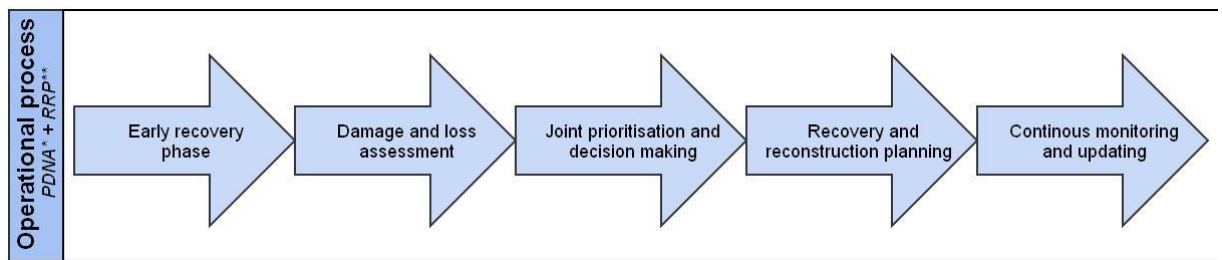 Operational process
PDNA* + RRP**
Early recovery
phase
Damage and loss
assessment
Joint prioritisation and
decision making
Recovery and
reconstruction planning
Continous monitoring
and updating